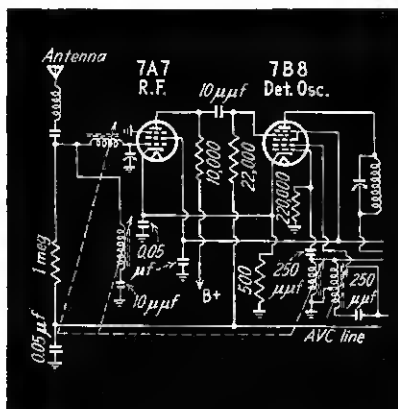 Antenna
7A7
R.F.
10 μμf
7B8
Det. Osc.
10,000
22,000
220,000
1 meg
0.05
μf
10 μμf
B+
500
250
μμf
250
μμf
AVC line
0.05 μf